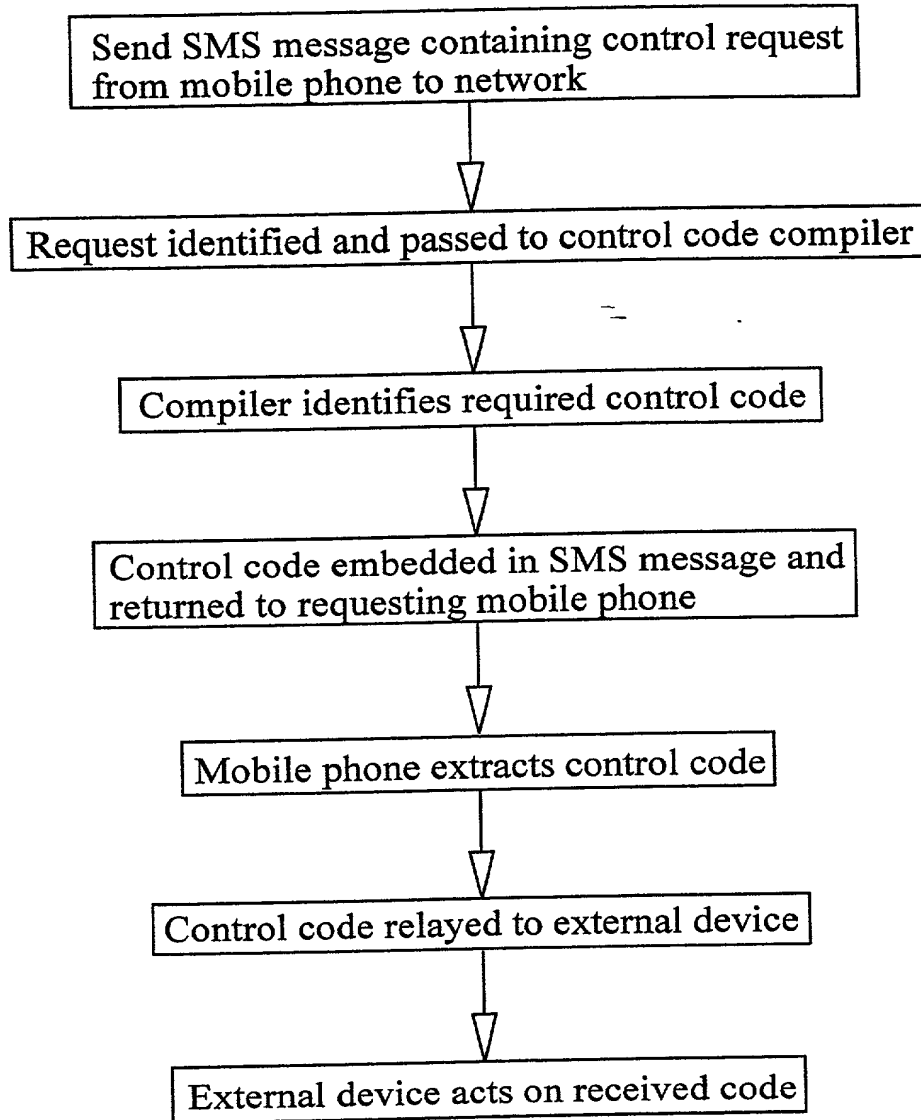 Send SMS message containing control request
from mobile phone to network
Request identified and passed to control code compiler
Compiler identifies required control code
Control code embedded in SMS message and
returned to requesting mobile phone
Mobile phone extracts control code
Control code relayed to external device
External device acts on received code